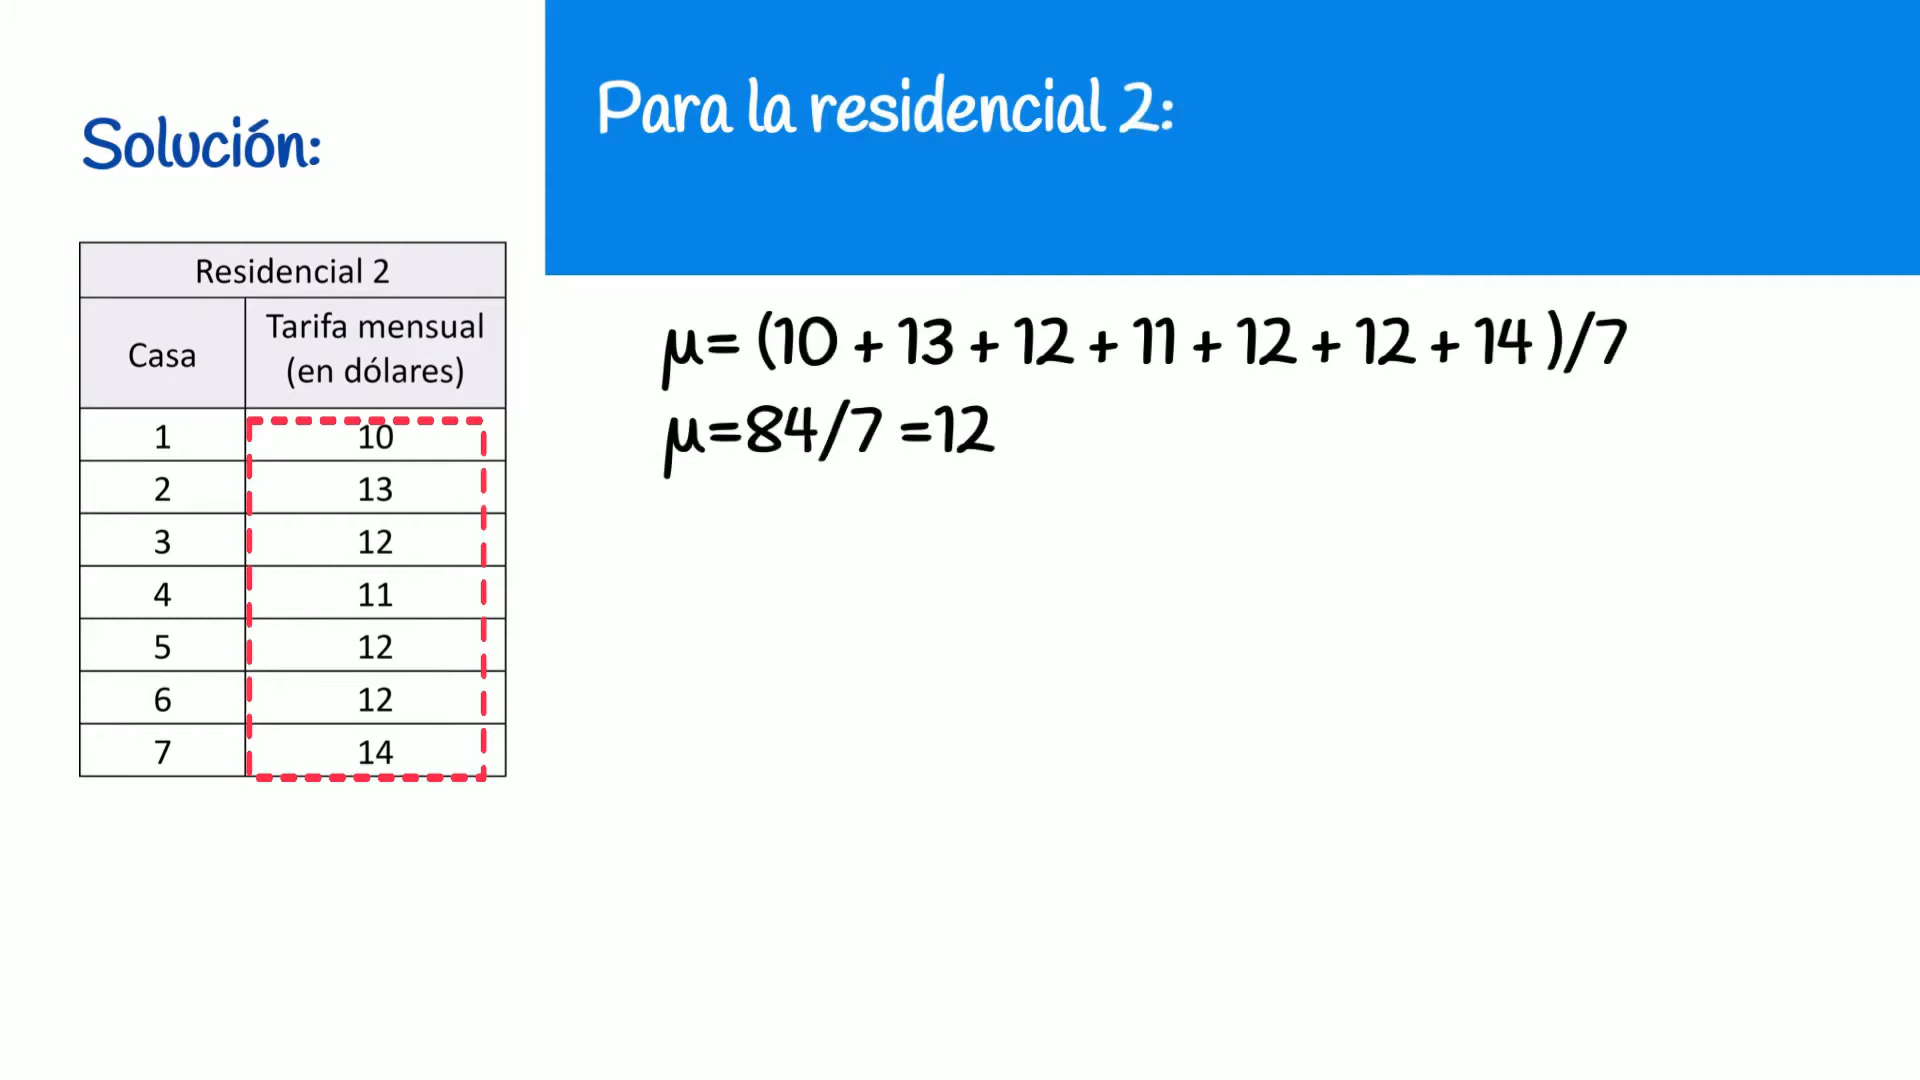 Solución:
Para la residencial 2:
Residencial 2
Casa
Tarifa mensual
(en dólares)
1 10
2 13
3 12
4 11
5 12
6 12
7 14
µ= (10 + 13 + 12 + 11 + 12 + 12 + 14 )/7
µ=84/7 =12